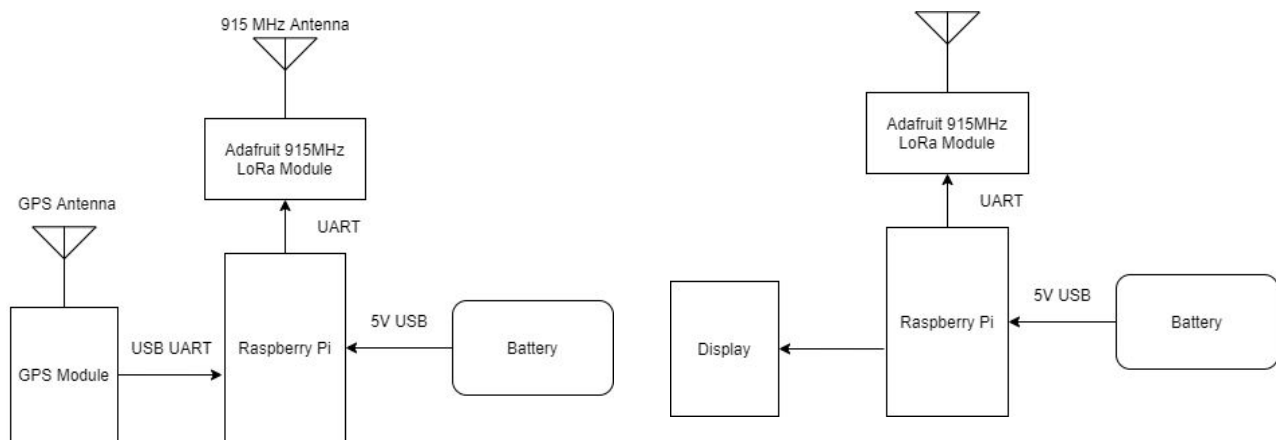 915 MHz Antenna
Adafruit 915MHz
LoRa Module
GPS Antenna
UART
5V USB
USB UART
Raspberry Pi
Battery
GPS Module
Adafruit 915MHz
LoRa Module
UART
5V USB
Raspberry Pi
Battery
Display